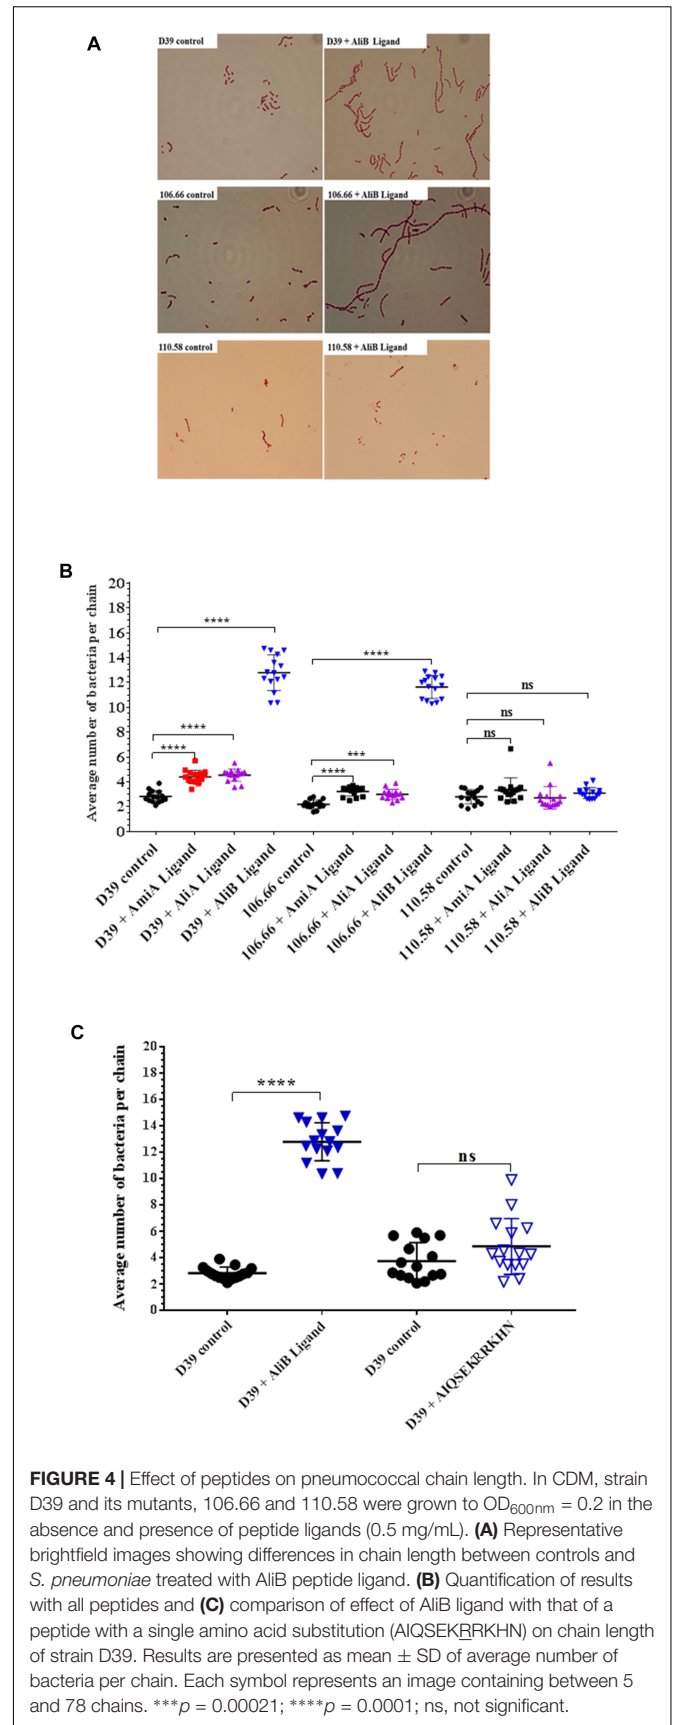 A
D39 control
D39 + AliB Ligand
106.66 control
106.66 + AliB Ligand
110.58 control
110.58 + AliB Ligand
B
Average number of bacteria per chain
20
18
16
14
12
10
8
6
4
2
0
****
****
****
****
***
****
ns
ns
ns
D39 control
D39 + AmiA Ligand
D39 + AliA Ligand
D39 + AliB Ligand
106.66 control
106.66 + AmiA Ligand
106.66 + AliA Ligand
106.66 + AliB Ligand
110.58 control
110.58 + AmiA Ligand
110.58 + AliA Ligand
110.58 + AliB Ligand
C
Average number of bacteria per chain
20
18
16
14
12
10
8
6
4
2
0
****
ns
D39 control
D39 + AliB Ligand
D39 control
D39 + AIQSEKRRKHN
FIGURE 4 | Effect of peptides on pneumococcal chain length. In CDM, strain
D39 and its mutants, 106.66 and 110.58 were grown to OD600nm = 0.2 in the
absence and presence of peptide ligands (0.5 mg/mL). (A) Representative
brightfield images showing differences in chain length between controls and
S. pneumoniae treated with AliB peptide ligand. (B) Quantification of results
with all peptides and (C) comparison of effect of AliB ligand with that of a
peptide with a single amino acid substitution (AIQSEKRRKHN) on chain length
of strain D39. Results are presented as mean ± SD of average number of
bacteria per chain. Each symbol represents an image containing between 5
and 78 chains. ***p = 0.00021; ****p = 0.0001; ns, not significant.